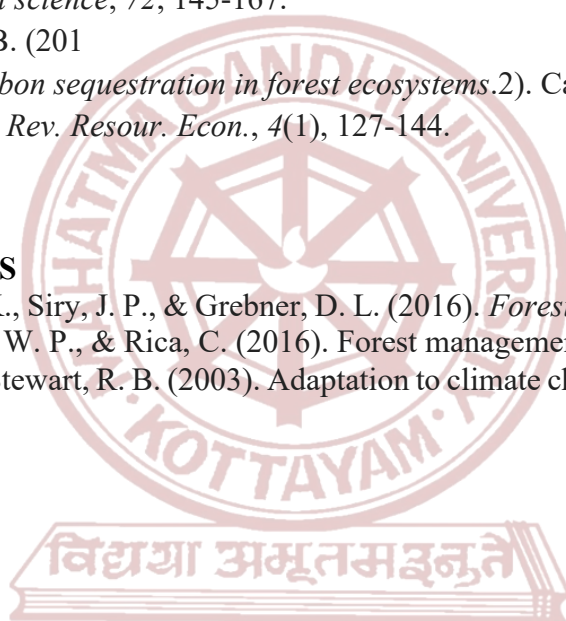 science, 72, 145-167.
B. (201
bon sequestration in forest ecosystems.2). Ca
Rev. Resour. Econ., 4(1), 127-144.
S
., Siry, J. P., & Grebner, D. L. (2016). Fores
W. P., & Rica, C. (2016). Forest managemen
Stewart, R. B. (2003). Adaptation to climate cl
MAHATMA GANDHI UNIVERSITY
KOTTAYAM
विद्यया अमृतमश्नुते